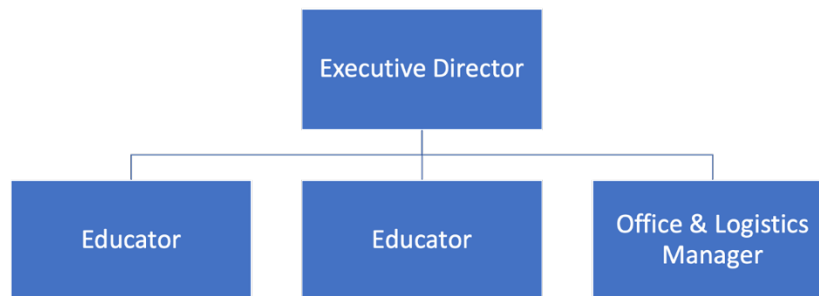 Executive Director
Educator
Educator
Office & Logistics
Manager